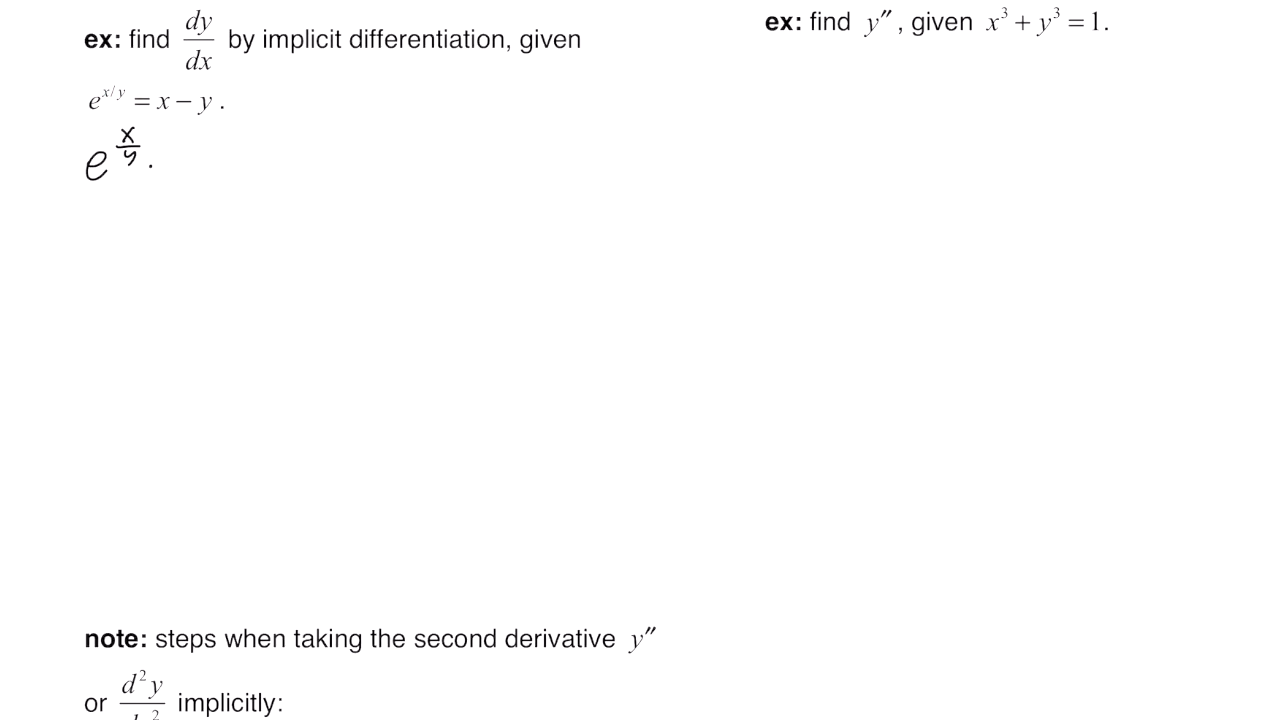 ex: find dy/dx by implicit differentiation, given
e^{x/y} = x − y .
e^{x/y} .
note: steps when taking the second derivative y″
or d²y/dx² implicitly:
ex: find y″ , given x³ + y³ = 1.